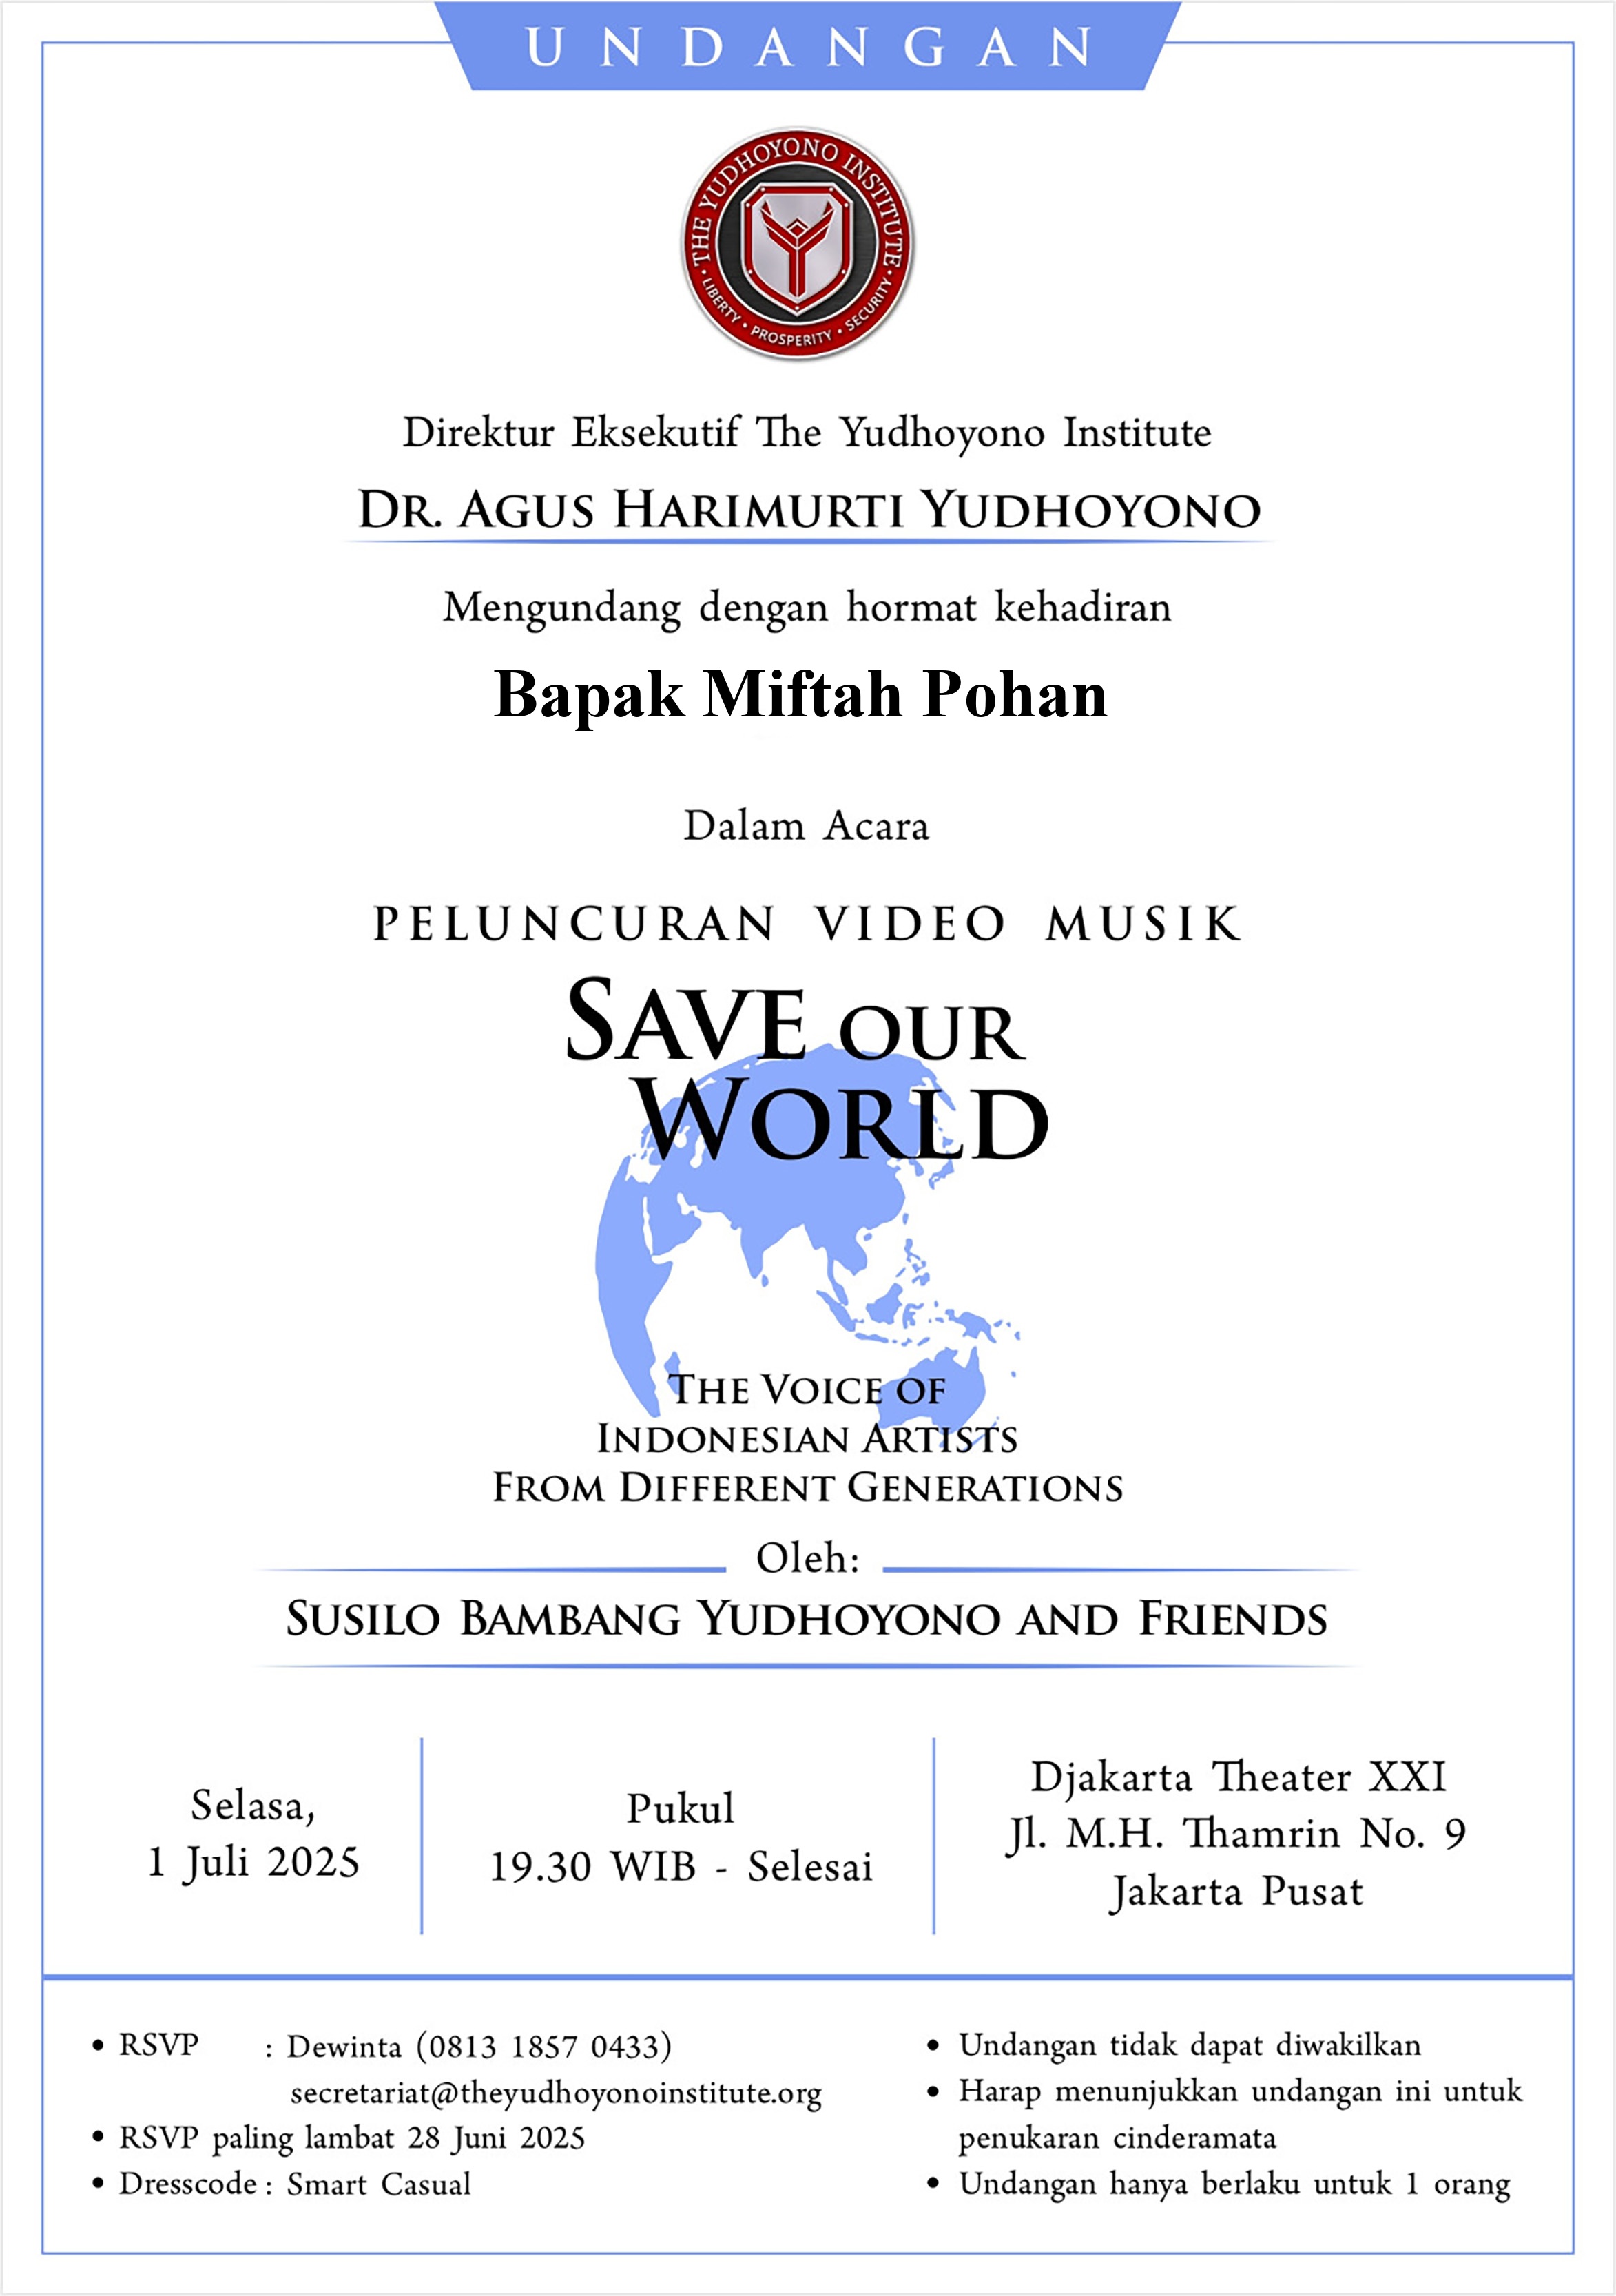 UNDANGAN
THE YUDHOYONO INSTITUTE
• LIBERTY • PROSPERITY • SECURITY •
Direktur Eksekutif The Yudhoyono Institute
DR. AGUS HARIMURTI YUDHOYONO
Mengundang dengan hormat kehadiran
Bapak Miftah Pohan
Dalam Acara
PELUNCURAN VIDEO MUSIK
SAVE OUR
WORLD
THE VOICE OF
INDONESIAN ARTISTS
FROM DIFFERENT GENERATIONS
Oleh:
SUSILO BAMBANG YUDHOYONO AND FRIENDS
Selasa,
1 Juli 2025
Pukul
19.30 WIB - Selesai
Djakarta Theater XXI
Jl. M.H. Thamrin No. 9
Jakarta Pusat
• RSVP : Dewinta (0813 1857 0433)
secretariat@theyudhoyonoinstitute.org
• RSVP paling lambat 28 Juni 2025
• Dresscode : Smart Casual
• Undangan tidak dapat diwakilkan
• Harap menunjukkan undangan ini untuk
penukaran cinderamata
• Undangan hanya berlaku untuk 1 orang